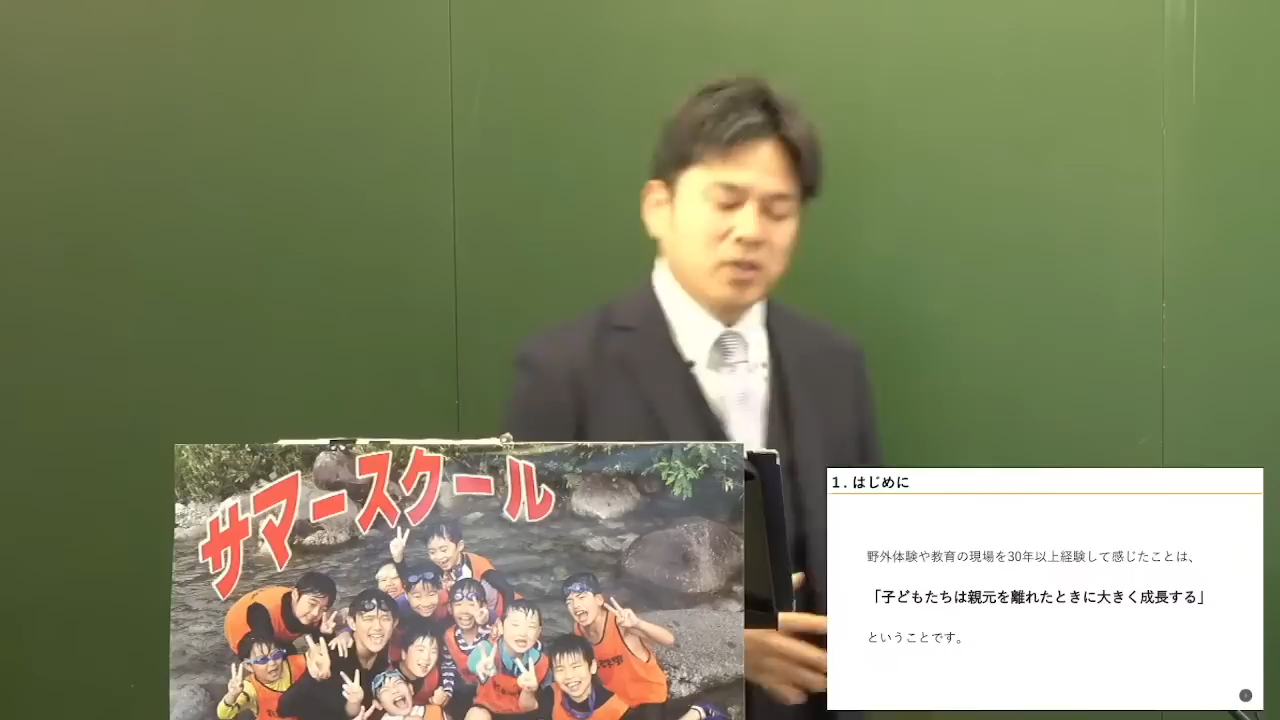 サマースクール
1. はじめに
野外体験や教育の現場を30年以上経験して感じたことは、
「子どもたちは親元を離れたときに大きく成長する」
ということです。